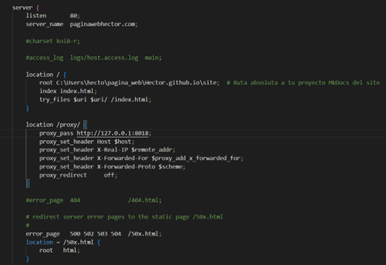 server {
listen 80;
server_name paginawebhector.com;
#charset koi8-r;
#access_log logs/host.access.log main;
location / {
root C:\Users\hecto\pagina_web\Hector.github.io\site; # Ruta absoluta a tu proyecto MkDocs del site
index index.html;
try_files $uri $uri/ /index.html;
}
location /proxy/ {
proxy_pass http://127.0.0.1:8018;
proxy_set_header Host $host;
proxy_set_header X-Real-IP $remote_addr;
proxy_set_header X-Forwarded-For $proxy_add_x_forwarded_for;
proxy_set_header X-Forwarded-Proto $scheme;
proxy_redirect off;
}
#error_page 404 /404.html;
# redirect server error pages to the static page /50x.html
#
error_page 500 502 503 504 /50x.html;
location = /50x.html {
root html;
}